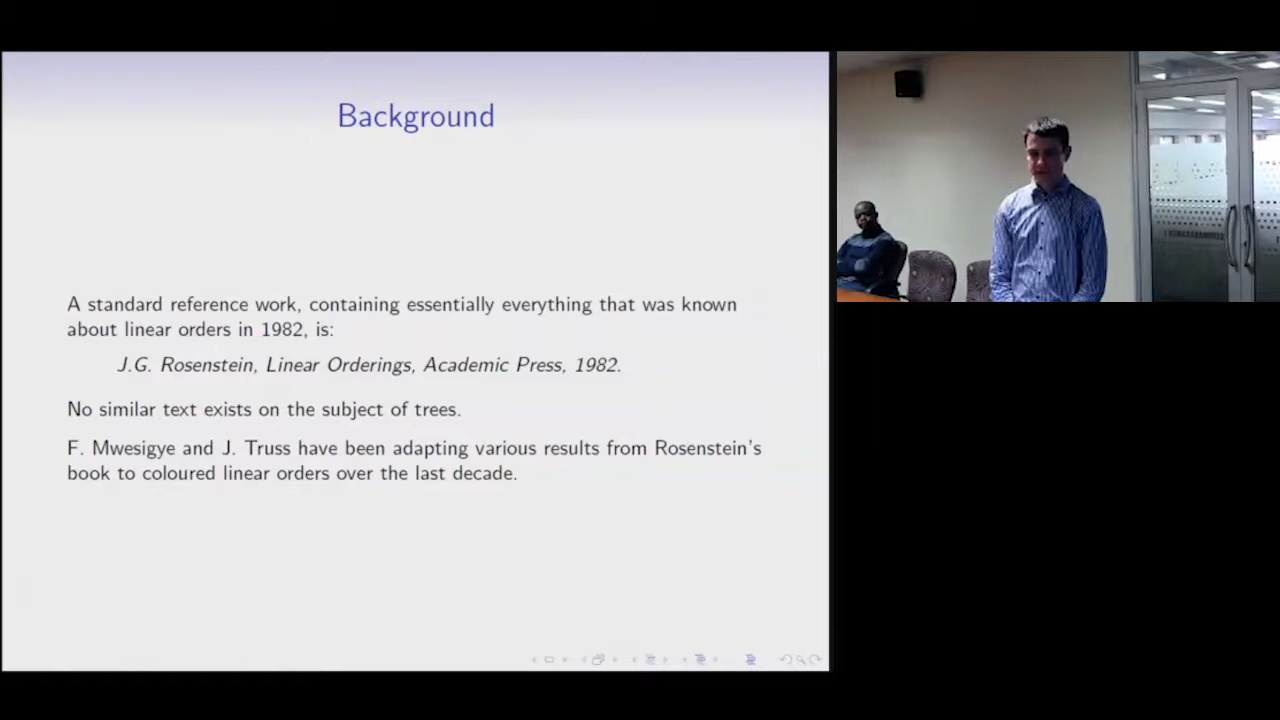 Background
A standard reference work, containing essentially everything that was known
about linear orders in 1982, is:
J.G. Rosenstein, Linear Orderings, Academic Press, 1982.
No similar text exists on the subject of trees.
F. Mwesigye and J. Truss have been adapting various results from Rosenstein's
book to coloured linear orders over the last decade.